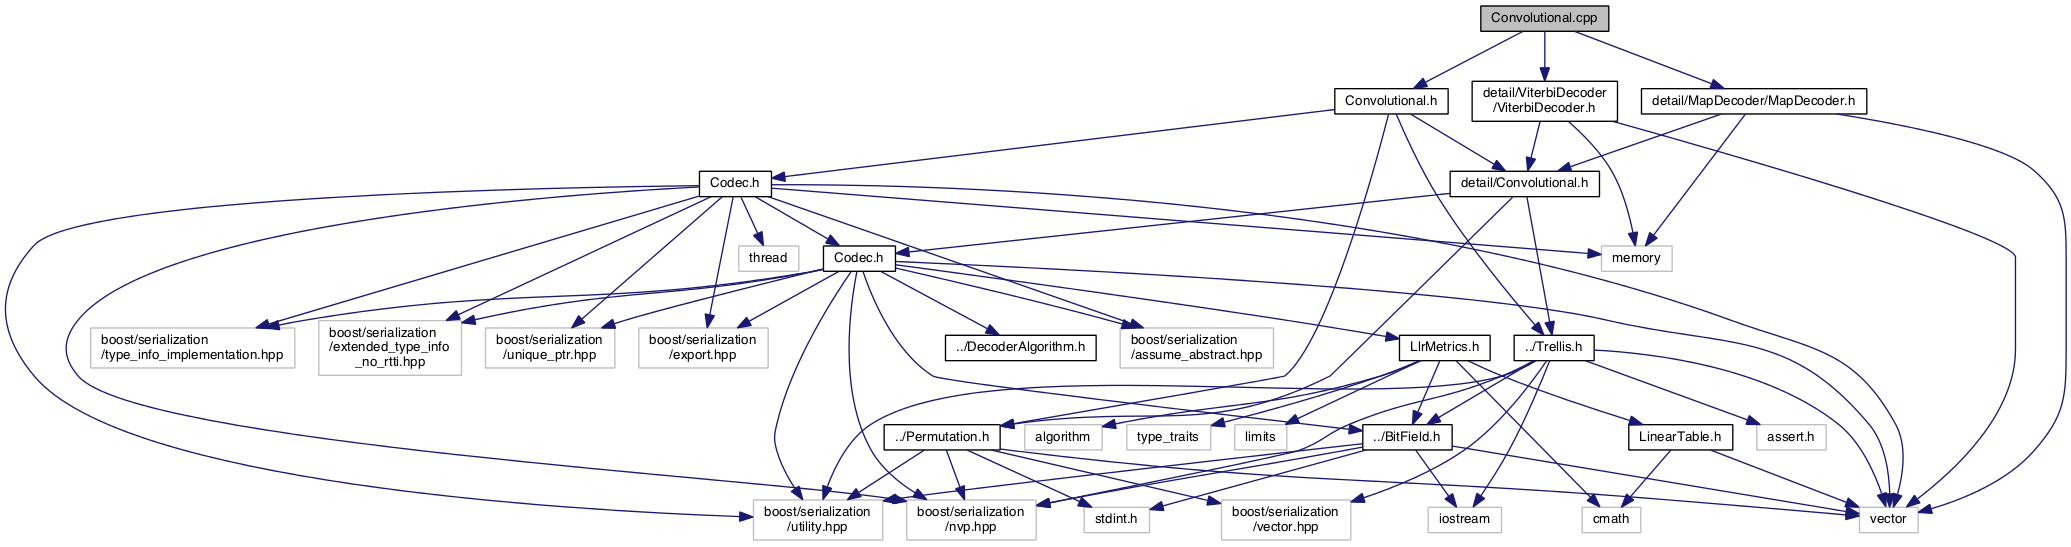 Convolutional.cpp
Convolutional.h
detail/ViterbiDecoder
/ViterbiDecoder.h
detail/MapDecoder/MapDecoder.h
Codec.h
detail/Convolutional.h
thread
Codec.h
memory
boost/serialization
/type_info_implementation.hpp
boost/serialization
/extended_type_info
_no_rtti.hpp
boost/serialization
/unique_ptr.hpp
boost/serialization
/export.hpp
../DecoderAlgorithm.h
boost/serialization
/assume_abstract.hpp
LlrMetrics.h
../Trellis.h
../Permutation.h
algorithm
type_traits
limits
../BitField.h
LinearTable.h
assert.h
boost/serialization
/utility.hpp
boost/serialization
/nvp.hpp
stdint.h
boost/serialization
/vector.hpp
iostream
cmath
vector